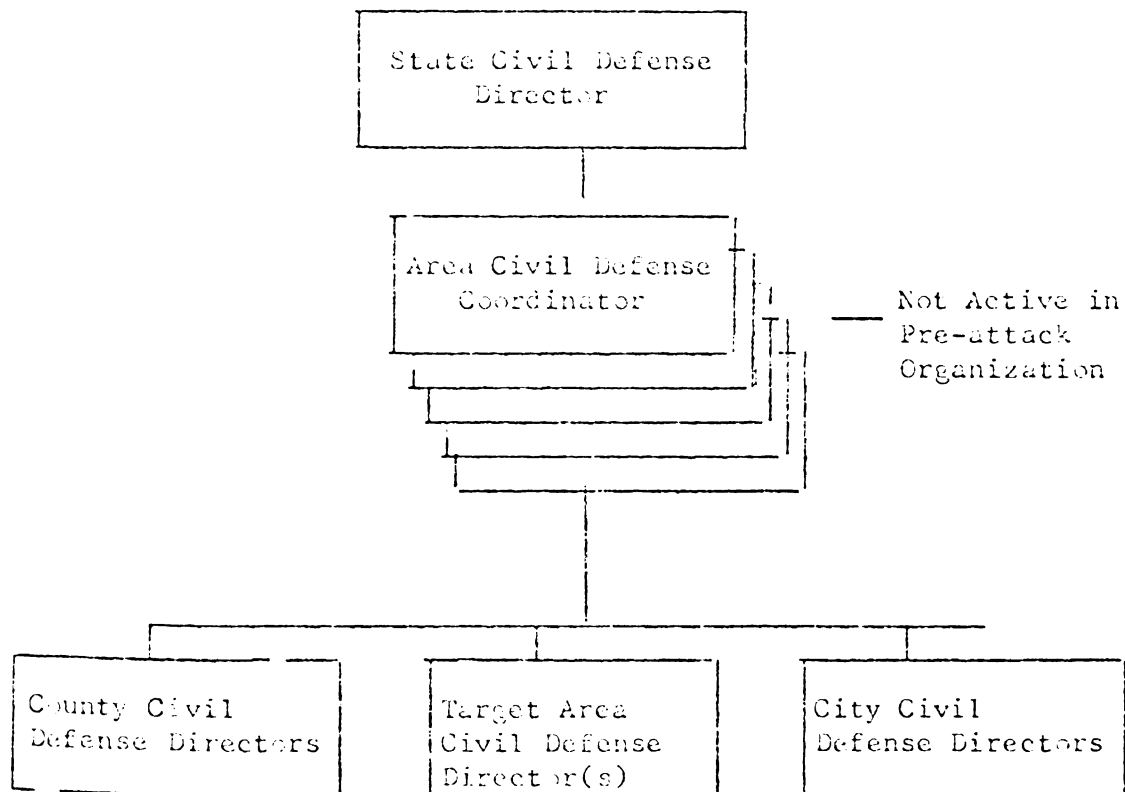 State Civil Defense
Director
Area Civil Defense
Coordinator
Not Active in
Pre-attack
Organization
County Civil
Defense Directors
Target Area
Civil Defense
Director(s)
City Civil
Defense Directors